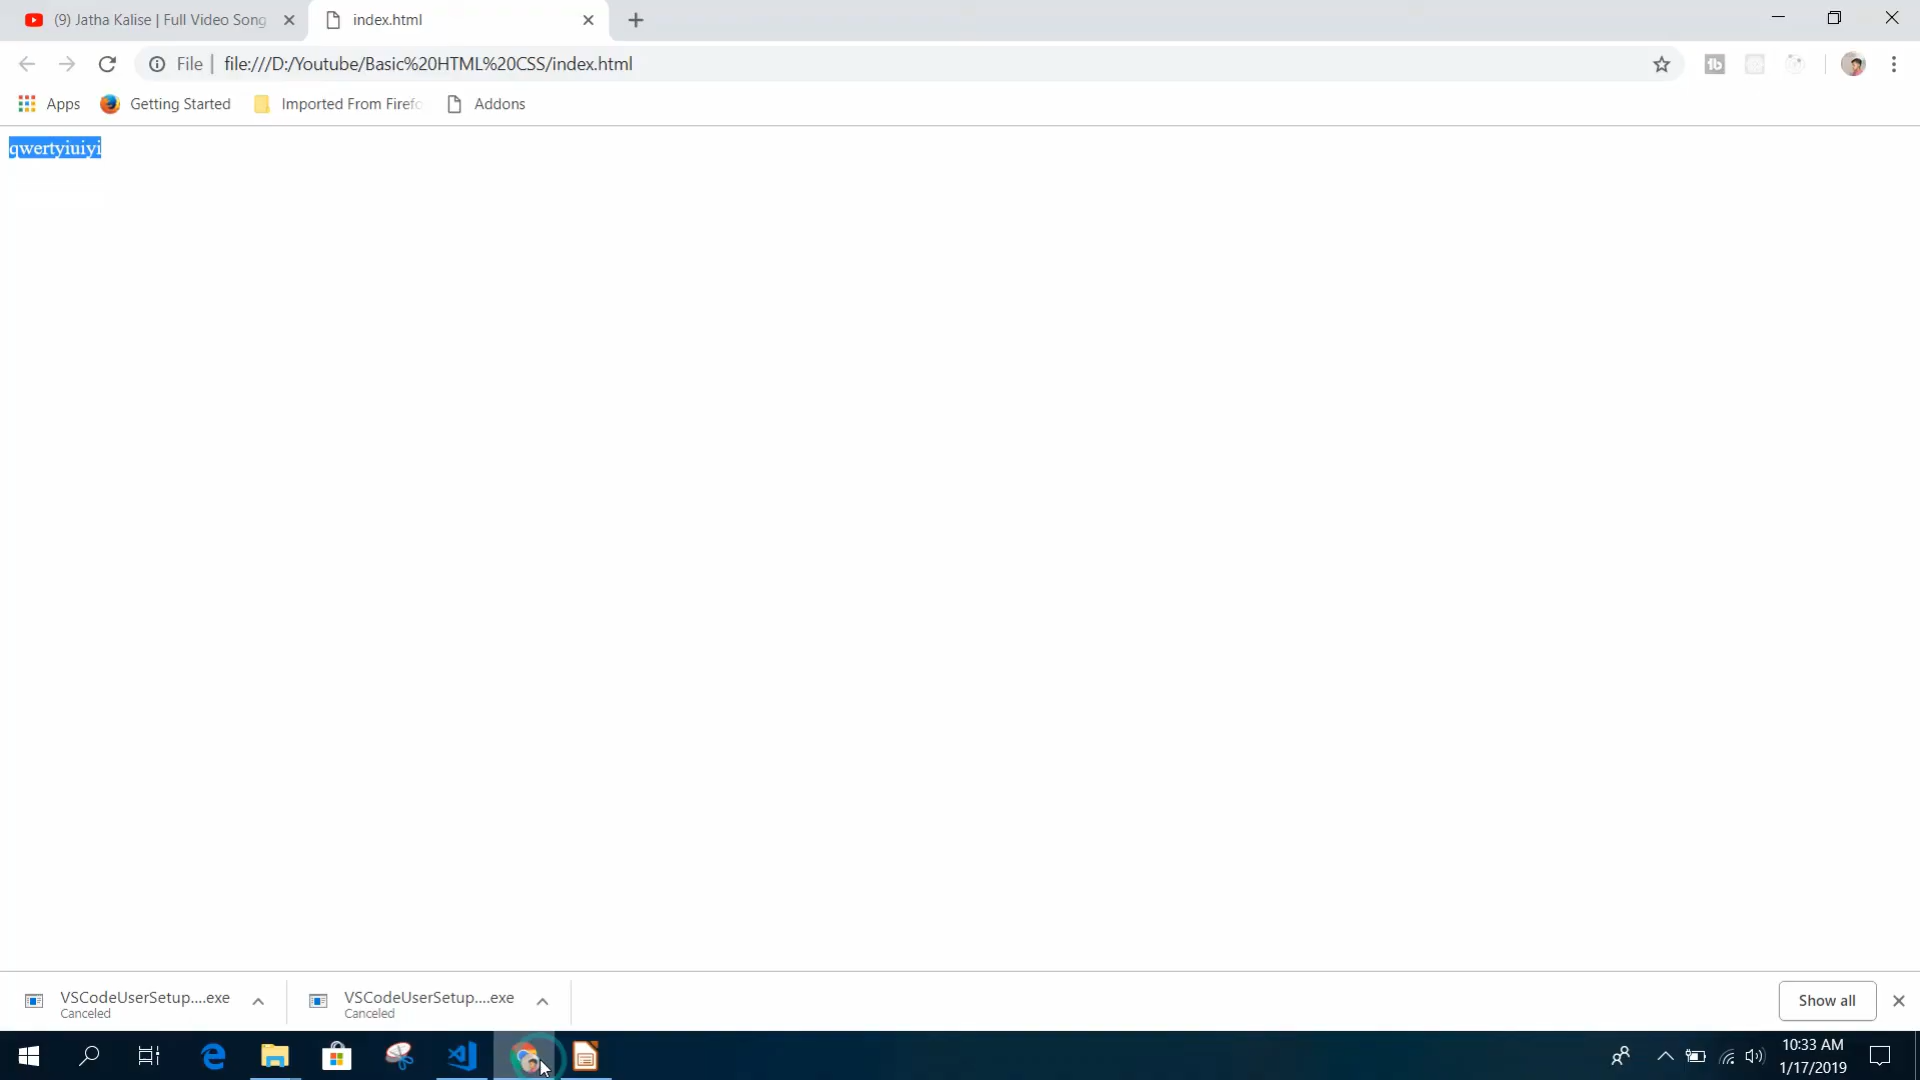 (9) Jatha Kalise | Full Video Song
index.html
File | file:///D:/Youtube/Basic%20HTML%20CSS/index.html
Apps
Getting Started
Imported From Firefo
Addons
qwertyiuiyi
VSCodeUserSetup....exe
Canceled
VSCodeUserSetup....exe
Canceled
Show all
10:33 AM
1/17/2019